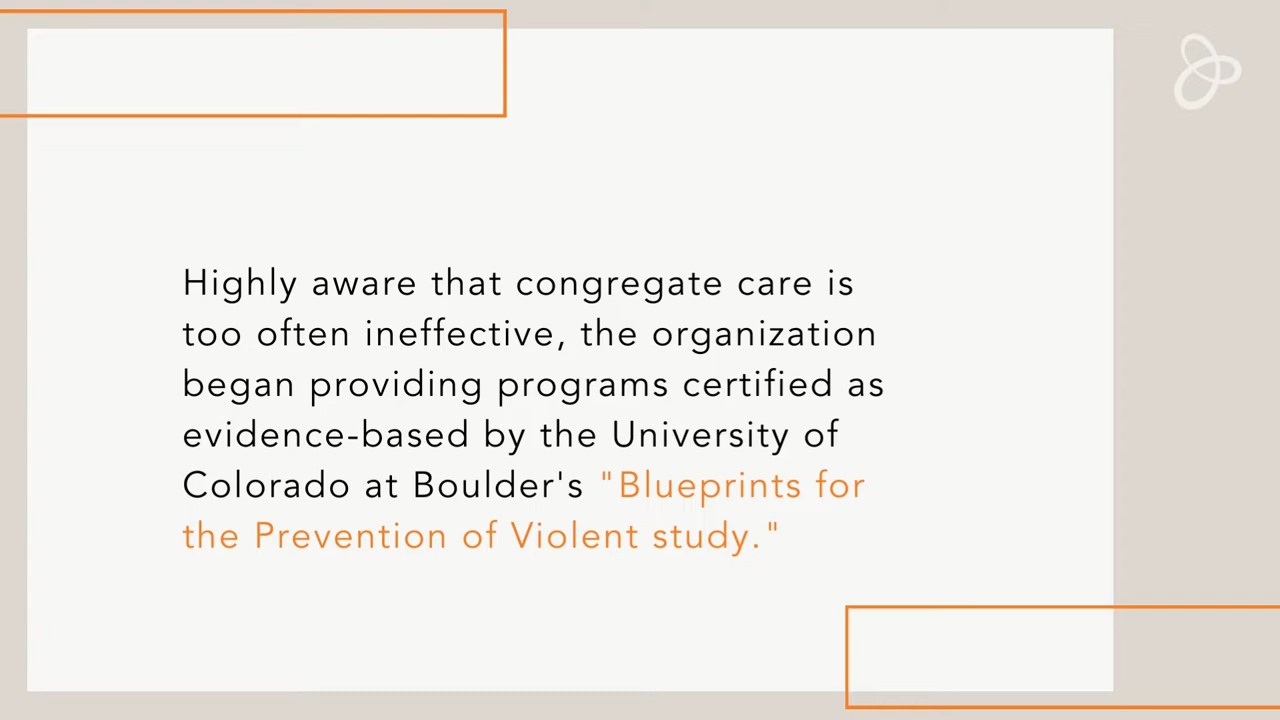 Highly aware that congregate care is
too often ineffective, the organization
began providing programs certified as
evidence-based by the University of
Colorado at Boulder's "Blueprints for
the Prevention of Violent study."